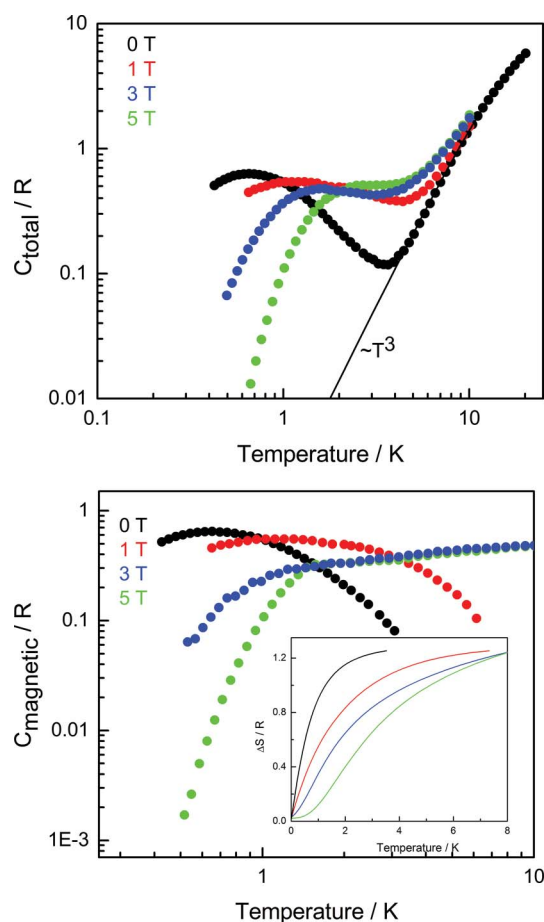 10
1
0.1
0.01
C_total / R
0 T
1 T
3 T
5 T
~T³
0.1
1
10
Temperature / K
1
0.1
0.01
1E-3
C_magnetic / R
0 T
1 T
3 T
5 T
1.2
0.8
0.4
0.0
ΔS / R
0
2
4
6
8
Temperature / K
1
10
Temperature / K